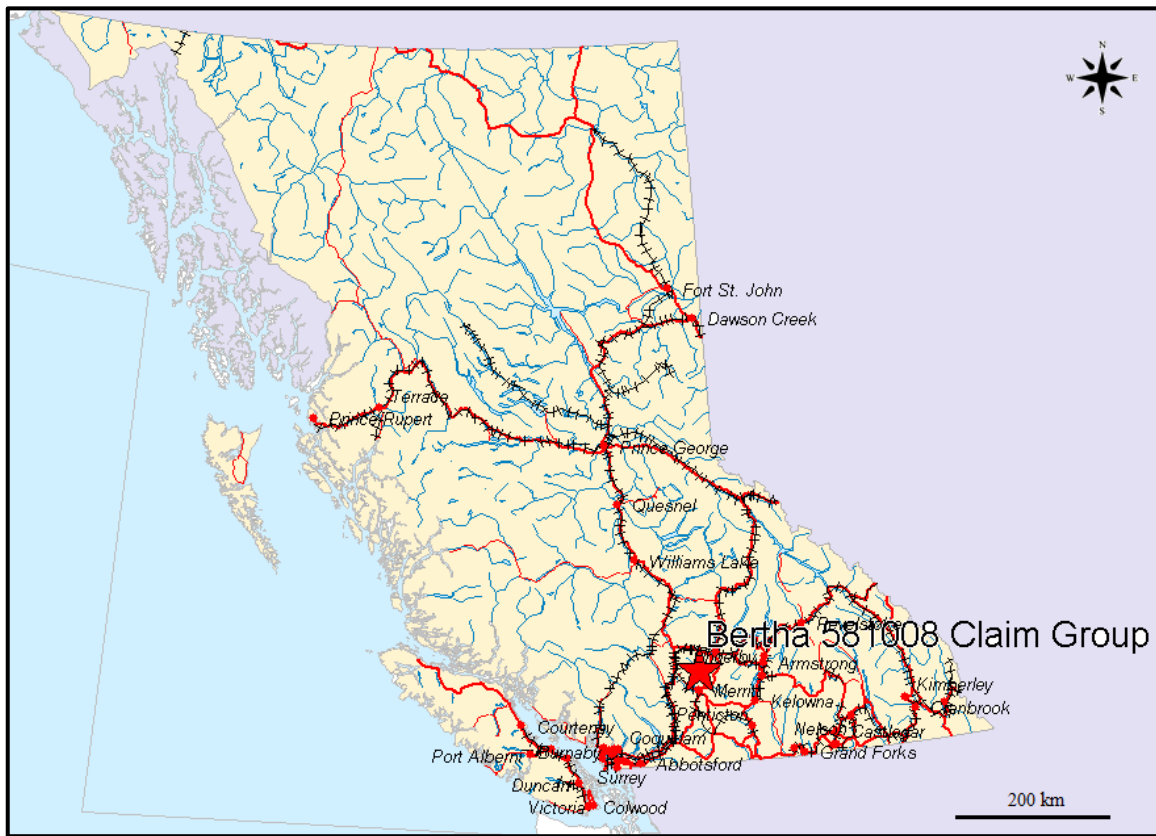 N
W E
S
Fort St. John
Dawson Creek
Terrace
Prince Rupert
Prince George
Quesnel
Williams Lake
Revelstoke
Bertha 581008 Claim Group
Enderby
Armstrong
Merritt
Kimberley
Kelowna
Cranbrook
Penticton
Courtenay
Nelson
Castlegar
Coquitlam
Port Alberni
Burnaby
Grand Forks
Abbotsford
Surrey
Duncan
Victoria
Colwood
200 km